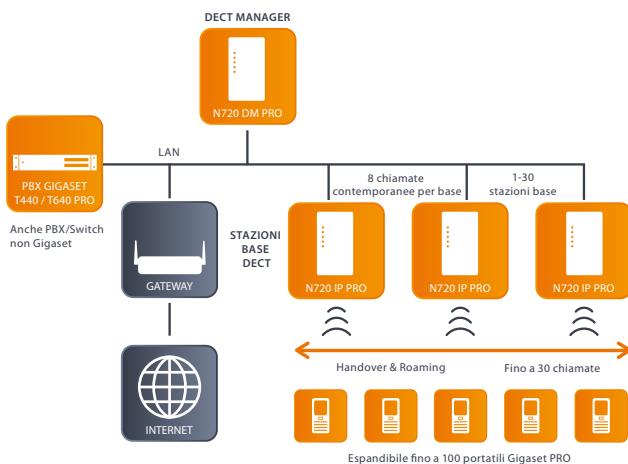 DECT MANAGER
N720 DM PRO
LAN
PBX GIGASET
T440 / T640 PRO
Anche PBX/Switch
non Gigaset
8 chiamate
contemporanee per base
1-30
stazioni base
GATEWAY
STAZIONI
BASE
DECT
N720 IP PRO
N720 IP PRO
N720 IP PRO
INTERNET
Handover & Roaming
Fino a 30 chiamate
Espandibile fino a 100 portatili Gigaset PRO